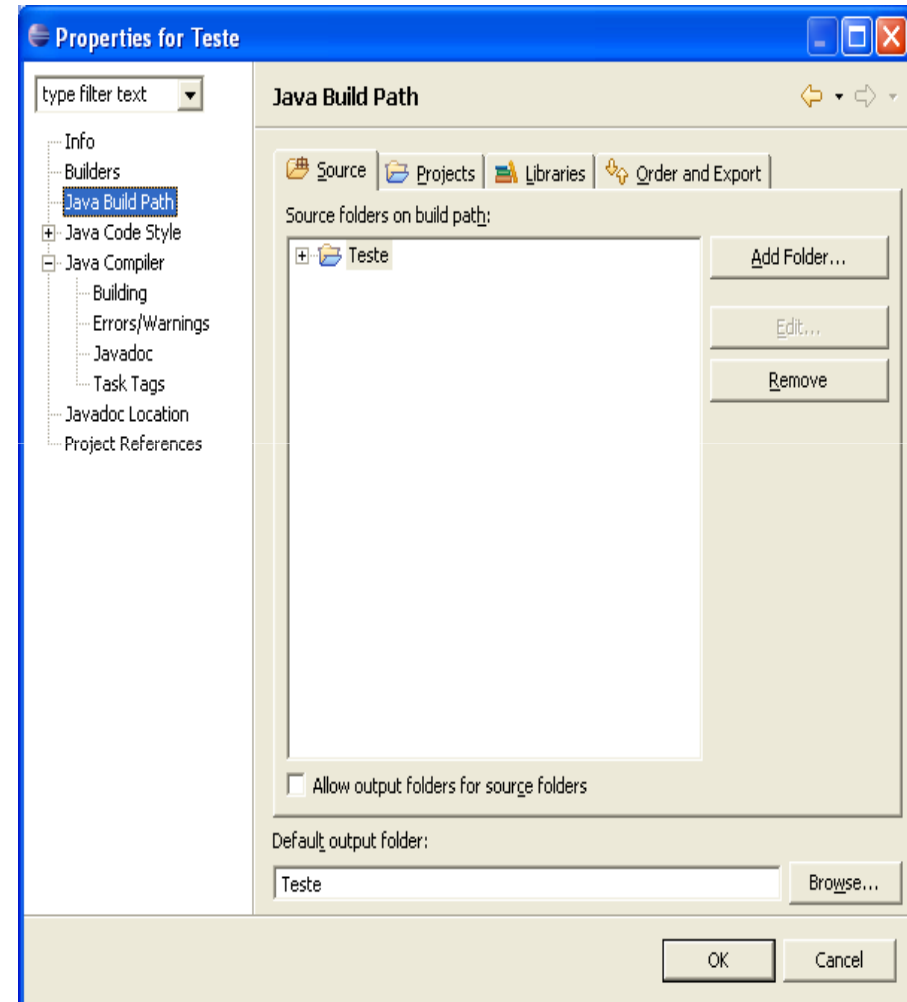 Properties for Teste
type filter text
Info
Builders
Java Build Path
Java Code Style
Java Compiler
Building
Errors/Warnings
Javadoc
Task Tags
Javadoc Location
Project References
Java Build Path
Source Projects Libraries Order and Export
Source folders on build path:
Teste
Add Folder...
Edit...
Remove
Allow output folders for source folders
Default output folder:
Teste
Browse...
OK Cancel